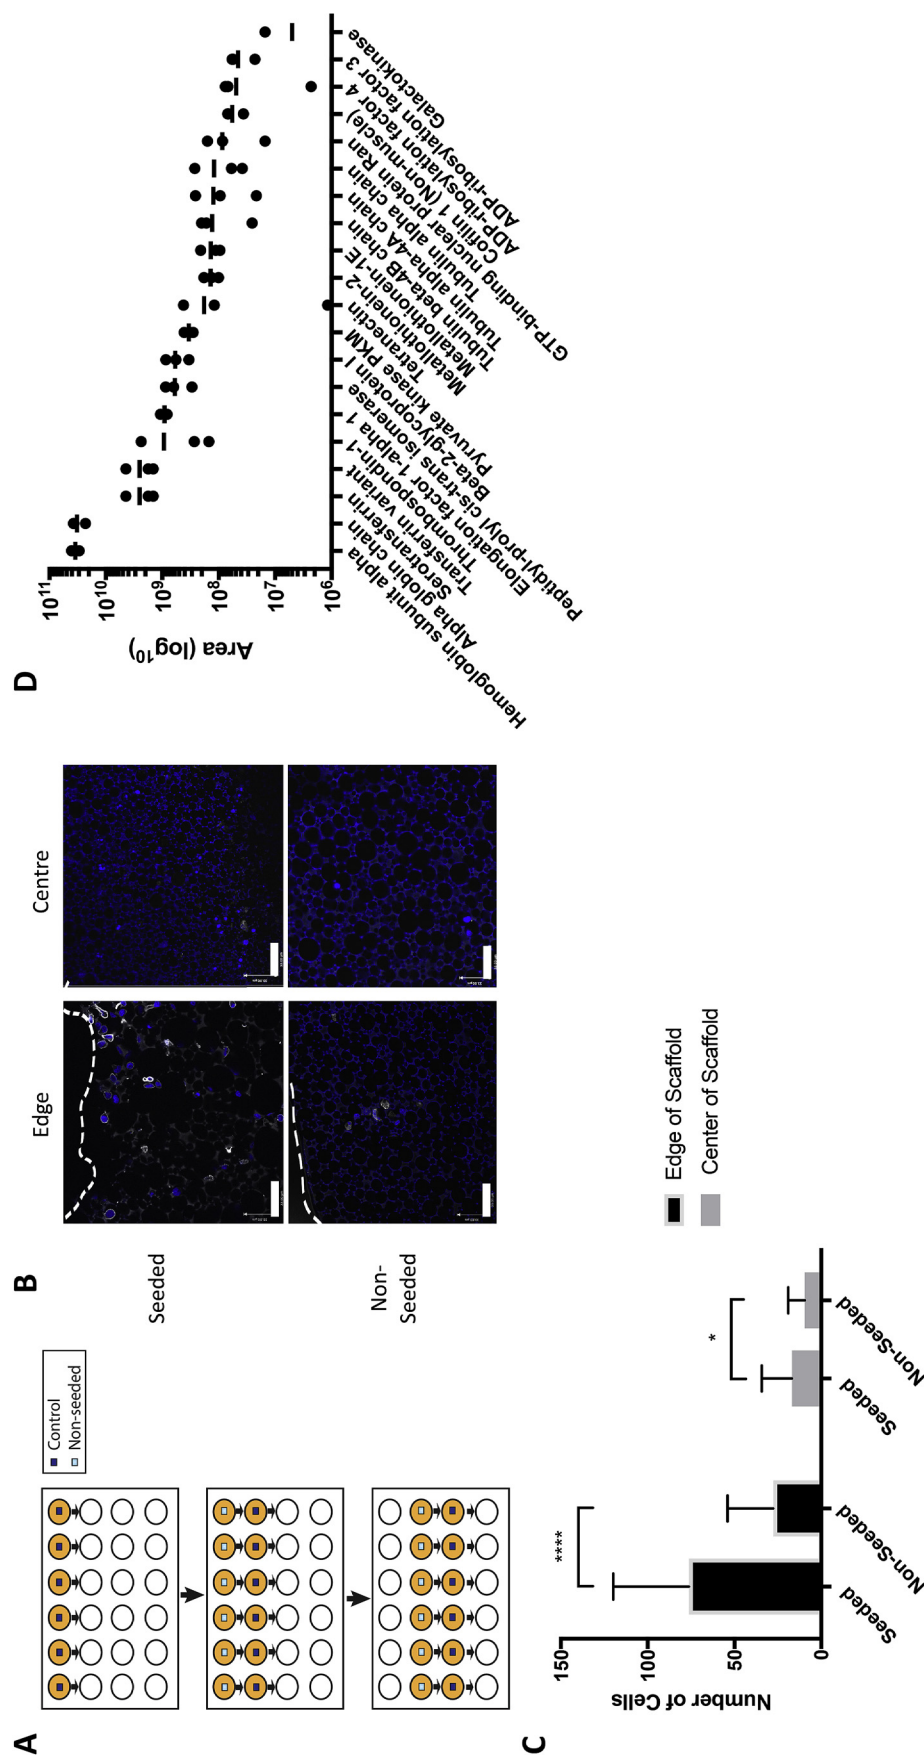 A
Control
Non-seeded
B
Edge
Centre
Seeded
Non-
Seeded
C
Number of Cells
150
100
50
0
****
*
Seeded
Non-Seeded
Seeded
Non-Seeded
Edge of Scaffold
Center of Scaffold
D
Area (log10)
10^11
10^10
10^9
10^8
10^7
10^6
Hemoglobin subunit alpha
Alpha globin chain
Serotransferrin
Transferrin variant
Thrombospondin-1
Elongation factor 1-alpha 1
Peptidyl-prolyl cis-trans isomerase
Beta-2-glycoprotein I
Pyruvate kinase PKM
Tetranectin
Metallothionein-2
Metallothionein-1E
Tubulin beta-4B chain
Tubulin alpha-4A chain
Tubulin alpha chain
GTP-binding nuclear protein Ran
Cofilin 1 (Non-muscle)
ADP-ribosylation factor 4
ADP-ribosylation factor 3
Galactokinase